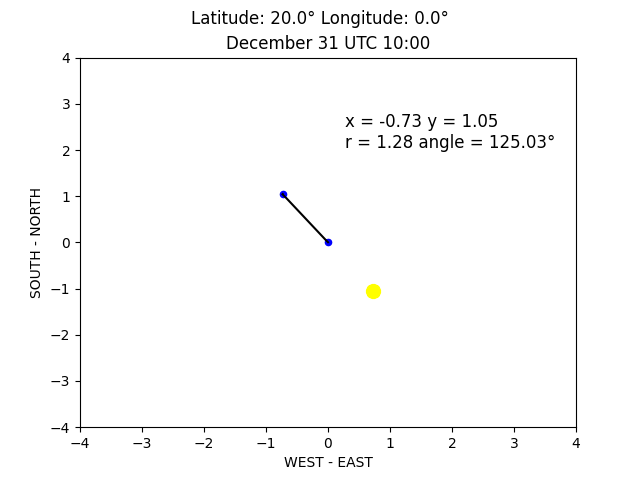 Latitude: 20.0° Longitude: 0.0°
December 31 UTC 10:00
x = -0.73 y = 1.05
r = 1.28 angle = 125.03°
4
3
2
1
0
−1
−2
−3
−4
SOUTH - NORTH
−4 −3 −2 −1 0 1 2 3 4
WEST - EAST